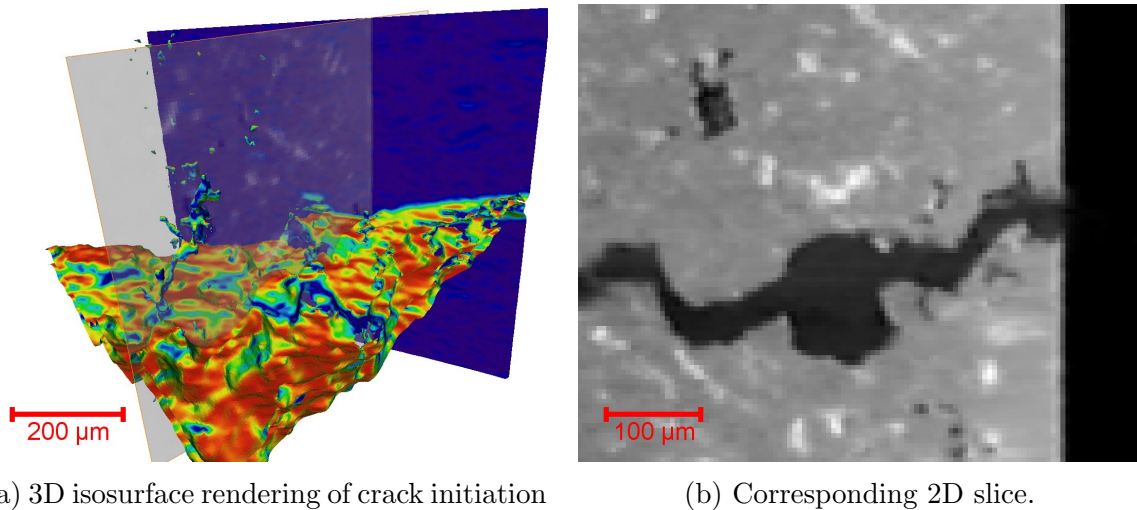 200 μm
100 μm
a) 3D isosurface rendering of crack initiation
(b) Corresponding 2D slice.